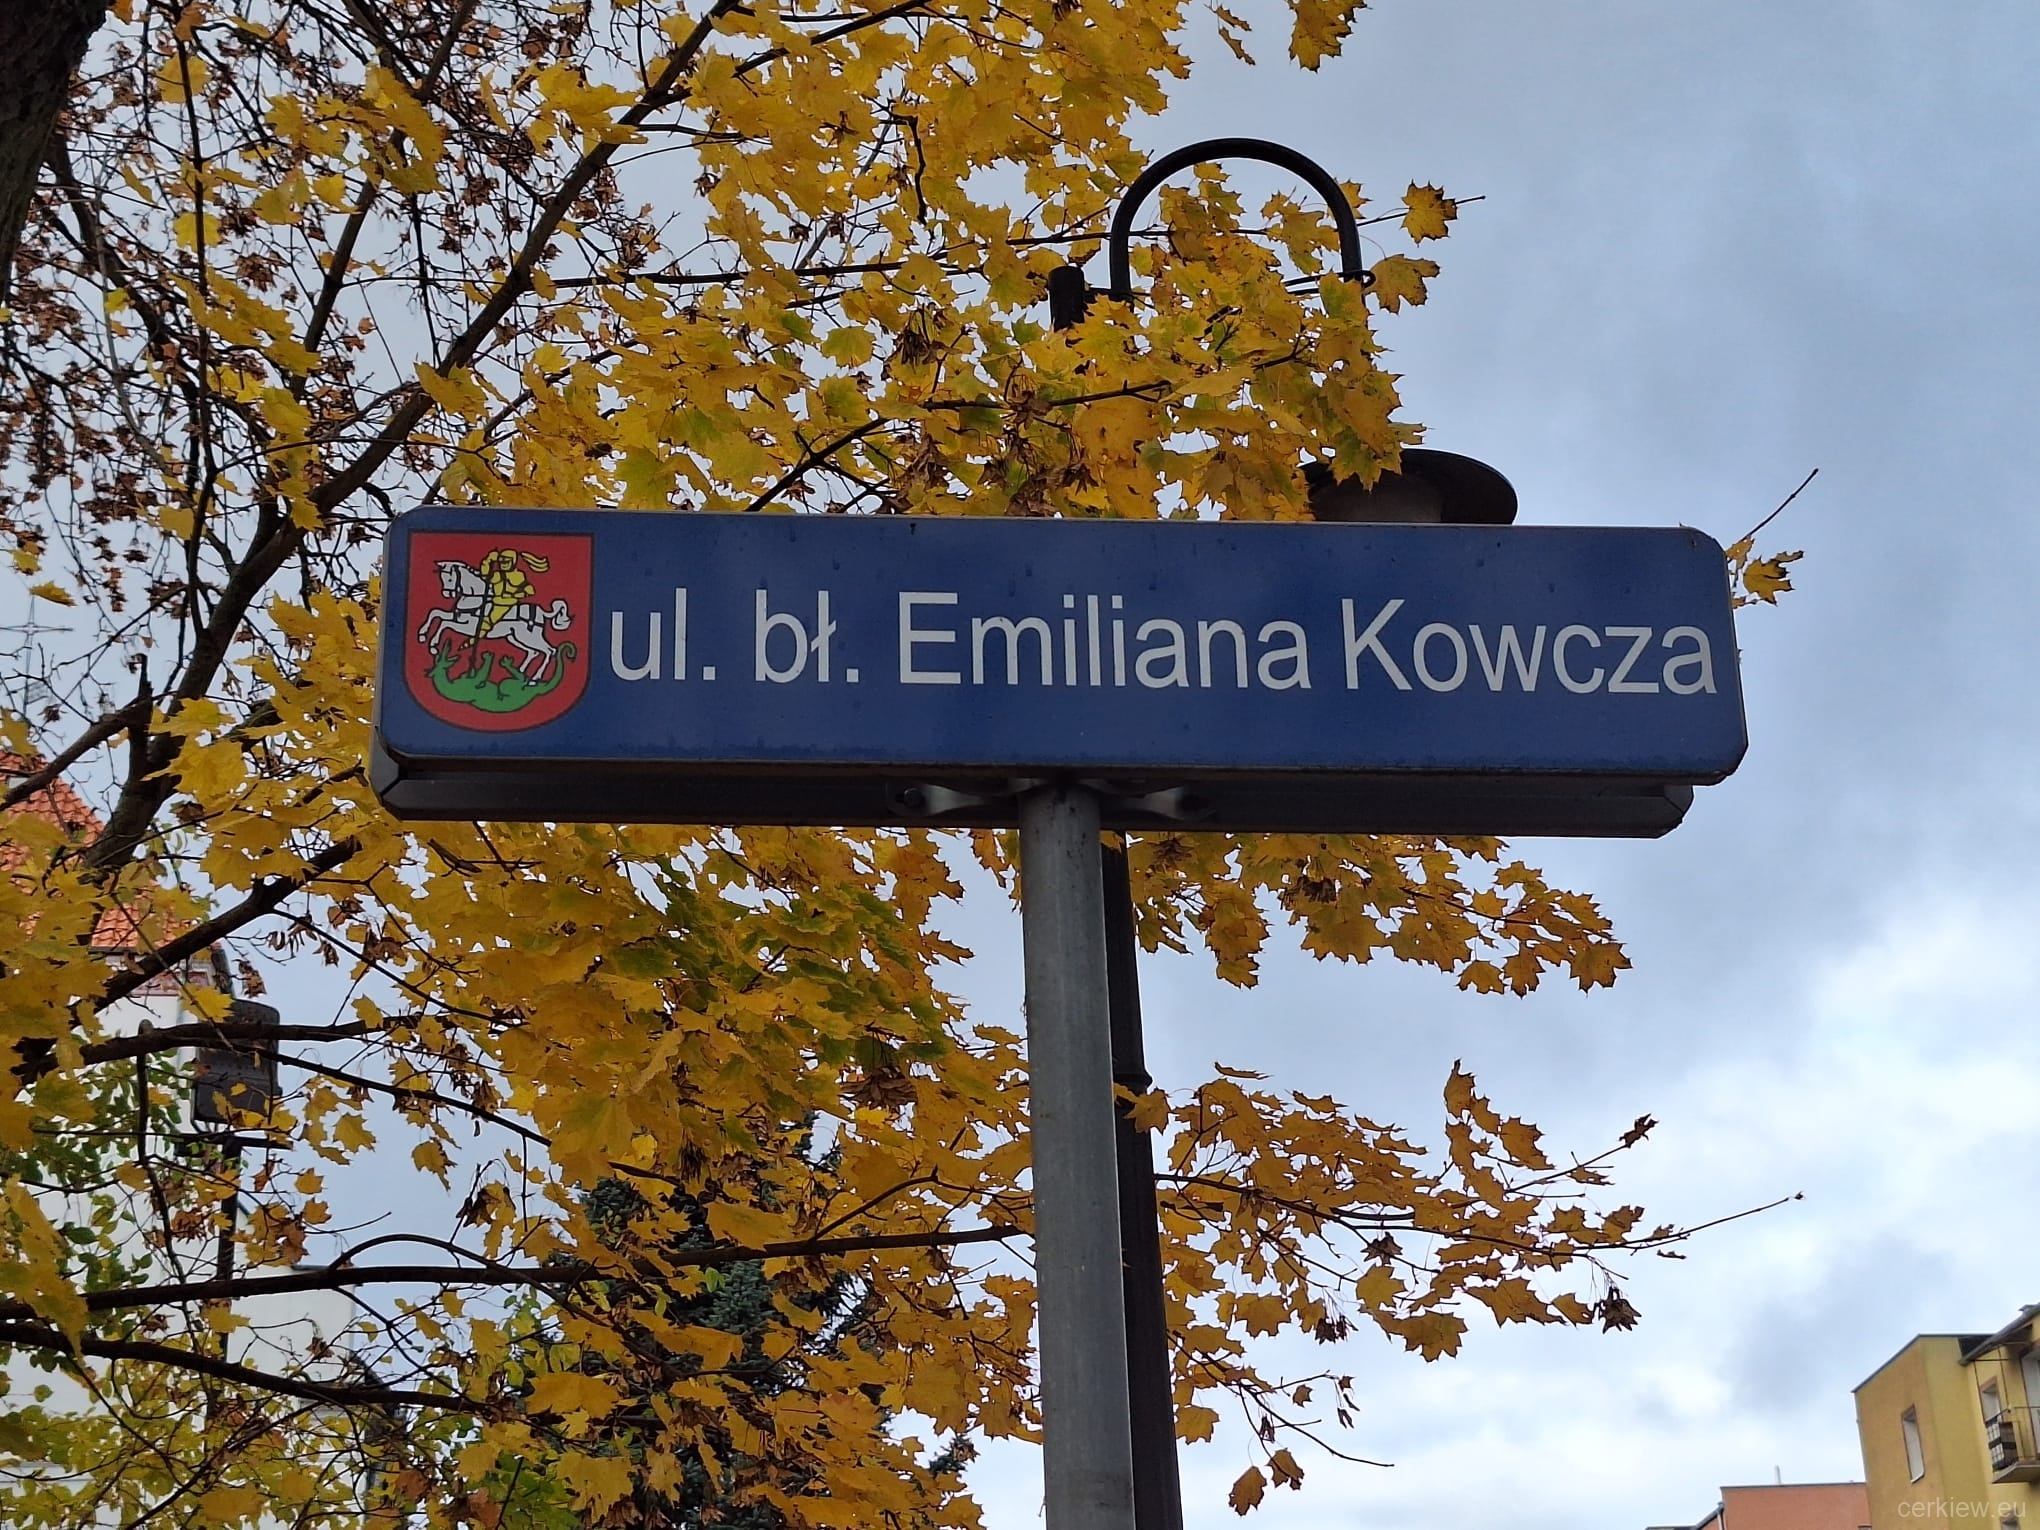 ul. bł. Emiliana Kowcza
cerkiew.eu